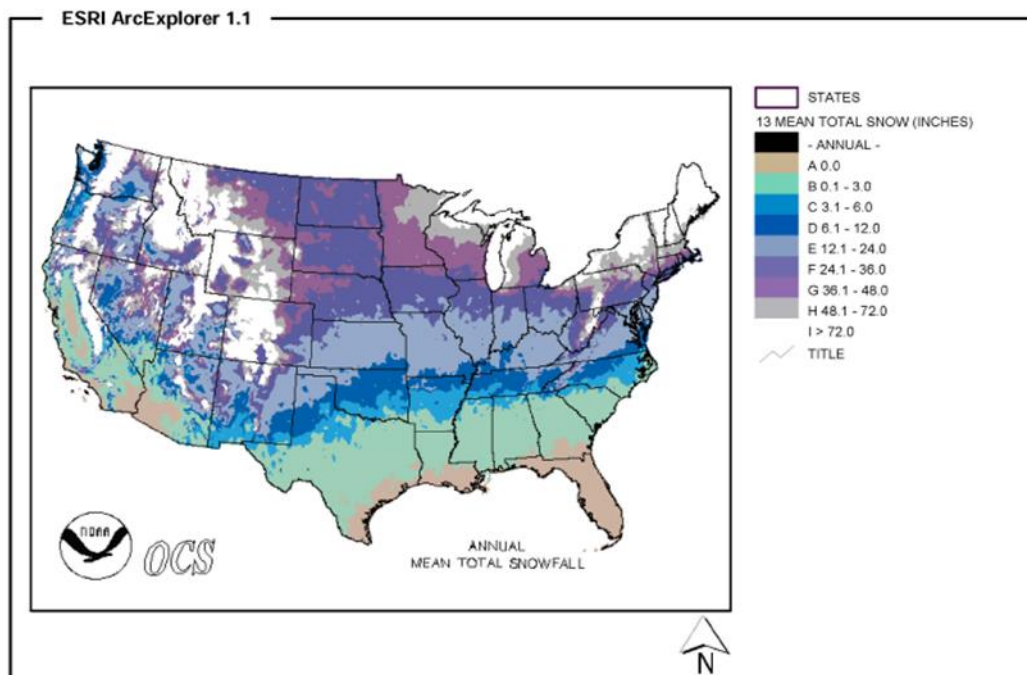 ESRI ArcExplorer 1.1
STATES
13 MEAN TOTAL SNOW (INCHES)
- ANNUAL -
A 0.0
B 0.1 - 3.0
C 3.1 - 6.0
D 6.1 - 12.0
E 12.1 - 24.0
F 24.1 - 36.0
G 36.1 - 48.0
H 48.1 - 72.0
I > 72.0
TITLE
NOAA
OCS
ANNUAL
MEAN TOTAL SNOWFALL
N